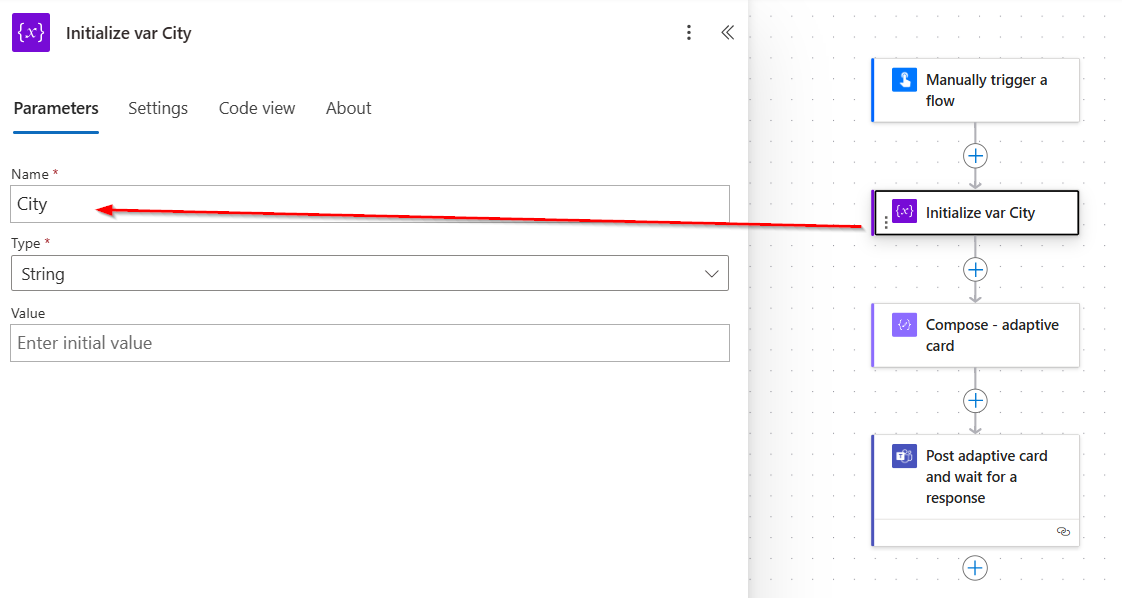 Initialize var City
Parameters
Settings
Code view
About
Name *
City
Type *
String
Value
Enter initial value
Manually trigger a
flow
Initialize var City
Compose - adaptive
card
Post adaptive card
and wait for a
response